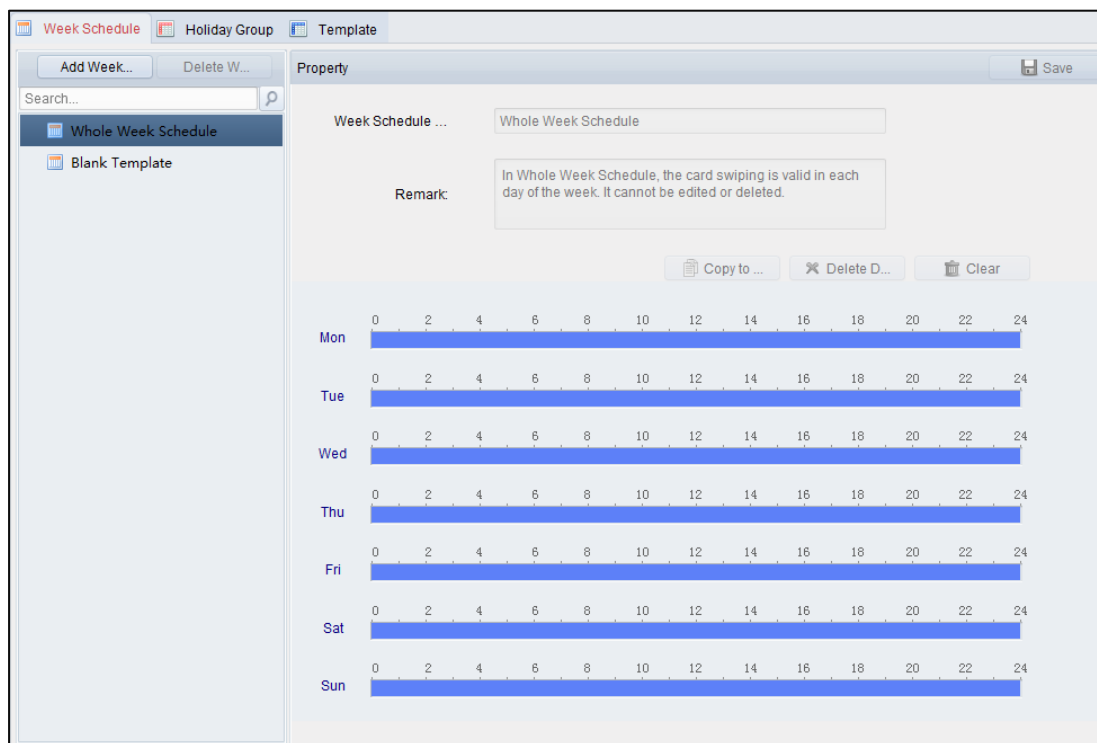 Week Schedule Holiday Group Template
Add Week... Delete W...
Search...
Whole Week Schedule
Blank Template
Property Save
Week Schedule ... Whole Week Schedule
Remark: In Whole Week Schedule, the card swiping is valid in each
day of the week. It cannot be edited or deleted.
Copy to ... Delete D... Clear
0 2 4 6 8 10 12 14 16 18 20 22 24
Mon
0 2 4 6 8 10 12 14 16 18 20 22 24
Tue
0 2 4 6 8 10 12 14 16 18 20 22 24
Wed
0 2 4 6 8 10 12 14 16 18 20 22 24
Thu
0 2 4 6 8 10 12 14 16 18 20 22 24
Fri
0 2 4 6 8 10 12 14 16 18 20 22 24
Sat
0 2 4 6 8 10 12 14 16 18 20 22 24
Sun